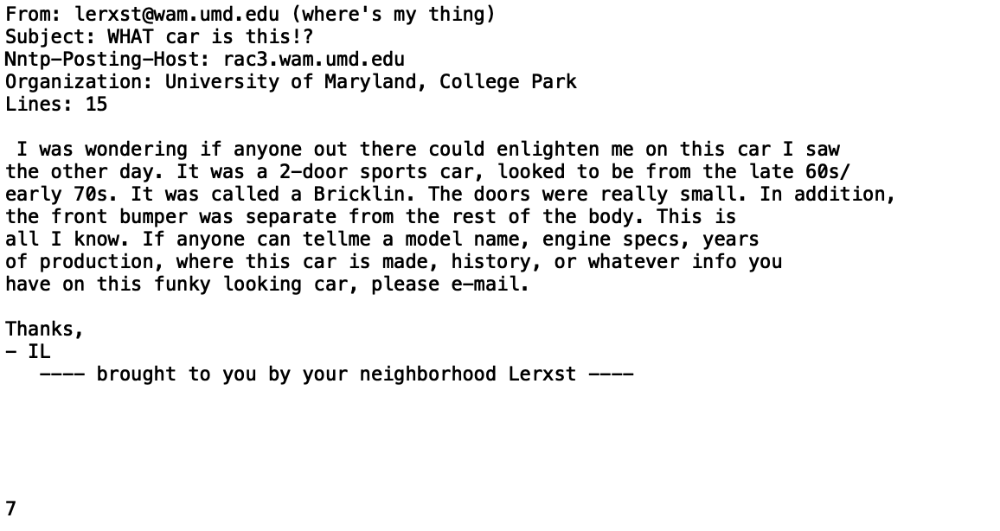 From: lerxst@wam.umd.edu (where's my thing)
Subject: WHAT car is this!?
Nntp-Posting-Host: rac3.wam.umd.edu
Organization: University of Maryland, College Park
Lines: 15

 I was wondering if anyone out there could enlighten me on this car I saw
the other day. It was a 2-door sports car, looked to be from the late 60s/
early 70s. It was called a Bricklin. The doors were really small. In addition,
the front bumper was separate from the rest of the body. This is
all I know. If anyone can tellme a model name, engine specs, years
of production, where this car is made, history, or whatever info you
have on this funky looking car, please e-mail.

Thanks,
- IL
   ---- brought to you by your neighborhood Lerxst ----

7